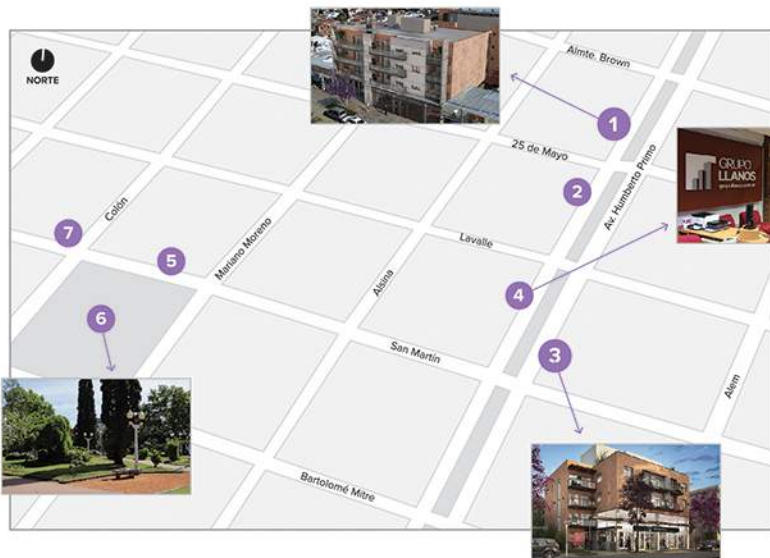 NORTE
Almte. Brown
1
25 de Mayo
2
Av. Humberto Primo
GRUPO
LLANOS
Colón
7
5
Mariano Moreno
Lavalle
Alsina
4
6
San Martín
3
Alem
Bartolomé Mitre